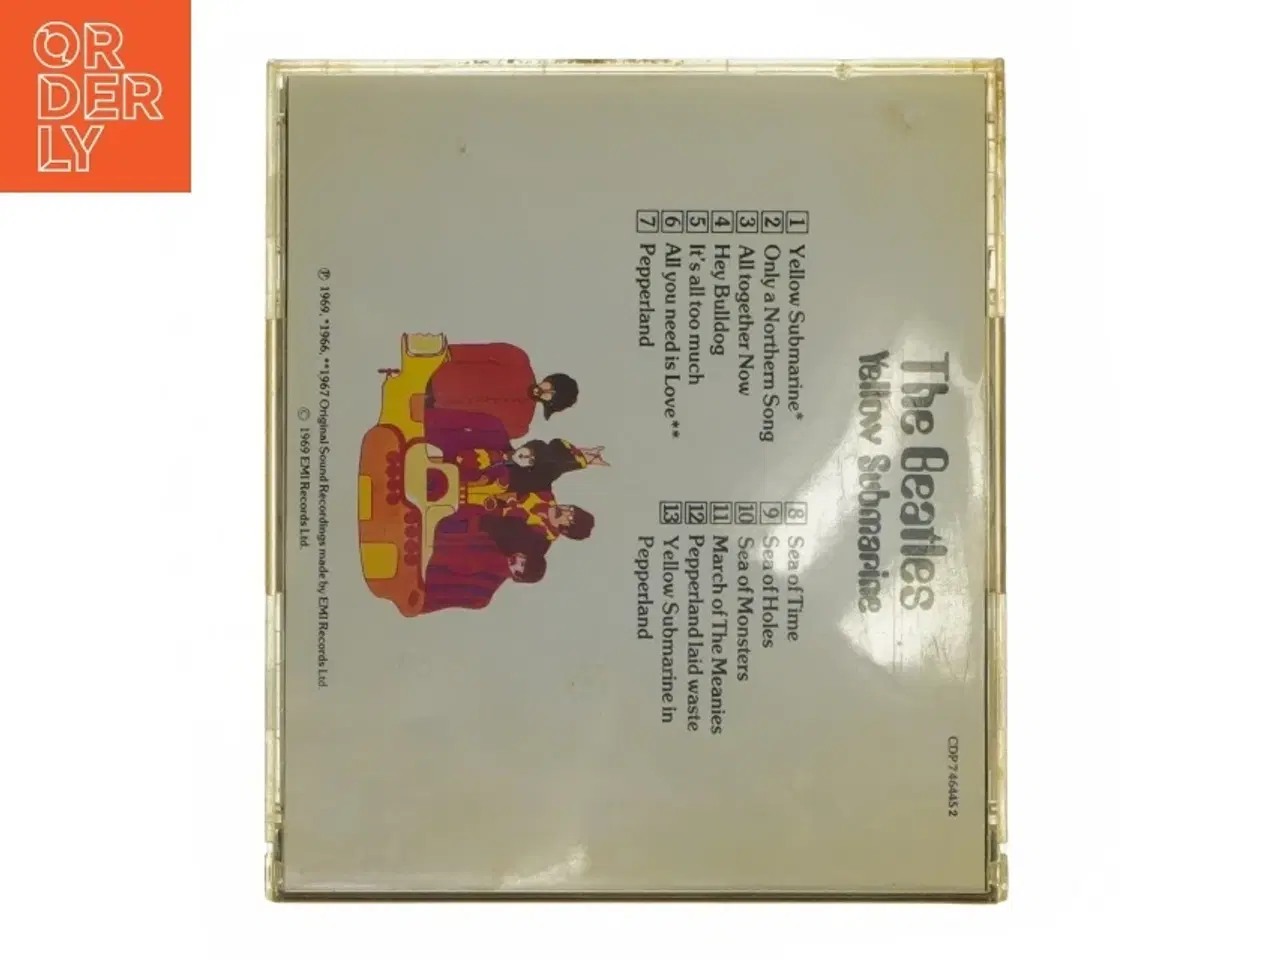 OR
DER
LY
The Beatles
Yellow Submarine
CDP 7 46445 2
1 Yellow Submarine*
2 Only a Northern Song
3 All together Now
4 Hey Bulldog
5 It's all too much
6 All you need is Love**
7 Pepperland
8 Sea of Time
9 Sea of Holes
10 Sea of Monsters
11 March of The Meanies
12 Pepperland laid waste
13 Yellow Submarine in
Pepperland
℗ 1969, *1966, **1967 Original Sound Recordings made by EMI Records Ltd.
© 1969 EMI Records Ltd.